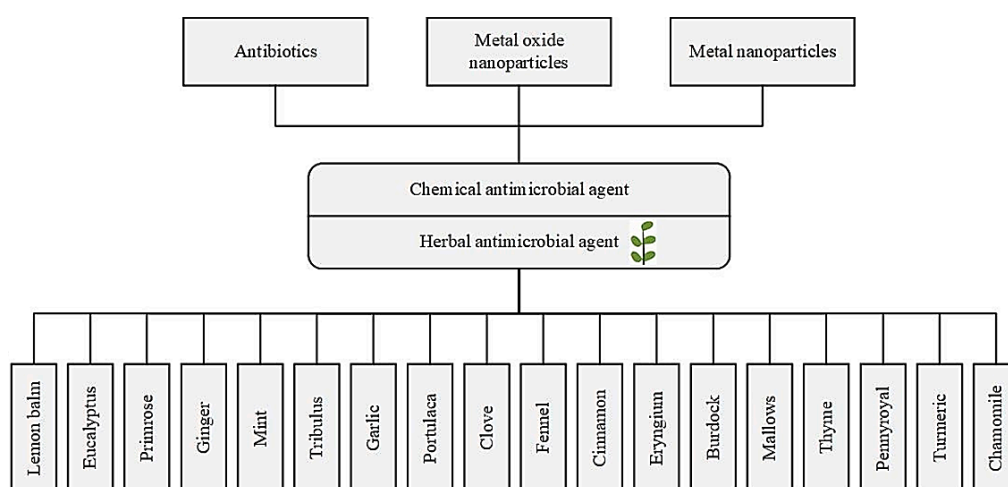 Antibiotics
Metal oxide
nanoparticles
Metal nanoparticles
Chemical antimicrobial agent
Herbal antimicrobial agent
Lemon bahn
Eucalyptus
Primrose
Ginger
Mint
Tribulus
Garlic
Portulaca
Clove
Fennel
Cinnamon
Eryngium
Burdock
Mallows
Thyme
Pennyroyal
Turmeric
Chamomile